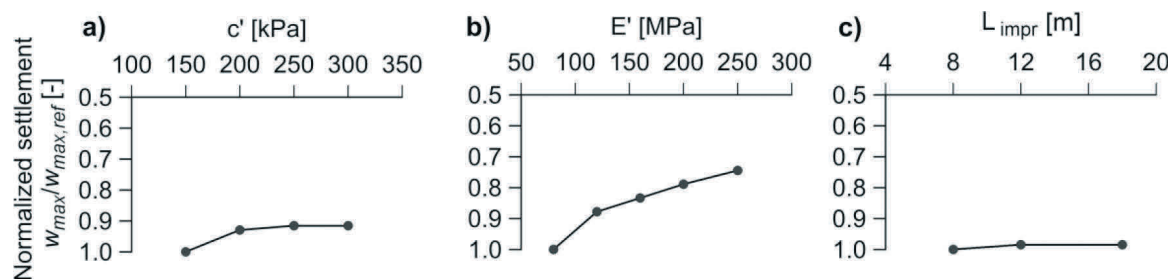 a) c' [kPa]
100 150 200 250 300 350
0.5
0.6
0.7
0.8
0.9
1.0
Normalized settlement
w_max/w_max,ref [-]
b) E' [MPa]
50 100 150 200 250 300
0.5
0.6
0.7
0.8
0.9
1.0
c) L impr [m]
4 8 12 16 20
0.5
0.6
0.7
0.8
0.9
1.0